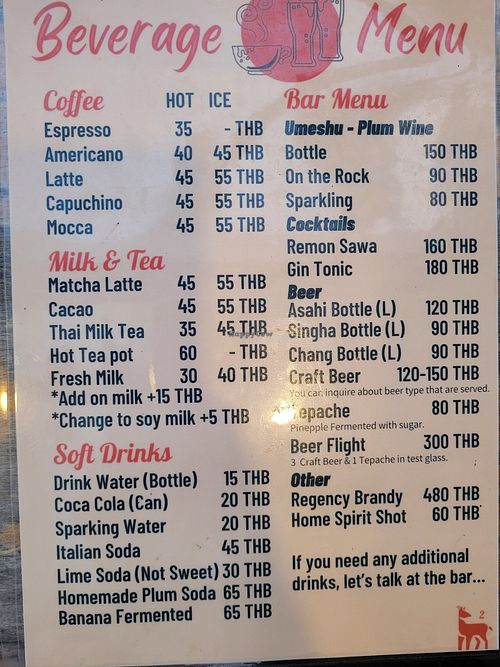 Beverage Menu
Coffee HOT ICE
Espresso 35 - THB
Americano 40 45 THB
Latte 45 55 THB
Capuchino 45 55 THB
Mocca 45 55 THB
Milk & Tea
Matcha Latte 45 55 THB
Cacao 45 55 THB
Thai Milk Tea 35 45 THB
Hot Tea pot 60 - THB
Fresh Milk 30 40 THB
*Add on milk +15 THB
*Change to soy milk +5 THB
Soft Drinks
Drink Water (Bottle) 15 THB
Coca Cola (Can) 20 THB
Sparking Water 20 THB
Italian Soda 45 THB
Lime Soda (Not Sweet) 30 THB
Homemade Plum Soda 65 THB
Banana Fermented 65 THB
Bar Menu
Umeshu - Plum Wine
Bottle 150 THB
On the Rock 90 THB
Sparkling 80 THB
Cocktails
Remon Sawa 160 THB
Gin Tonic 180 THB
Beer
Asahi Bottle (L) 120 THB
Singha Bottle (L) 90 THB
Chang Bottle (L) 90 THB
Craft Beer 120-150 THB
You can inquire about beer type that are served.
Tepache 80 THB
Pinepple Fermented with sugar.
Beer Flight 300 THB
3 Craft Beer & 1 Tepache in test glass.
Other
Regency Brandy 480 THB
Home Spirit Shot 60 THB
If you need any additional
drinks, let's talk at the bar...
2
HappyCow